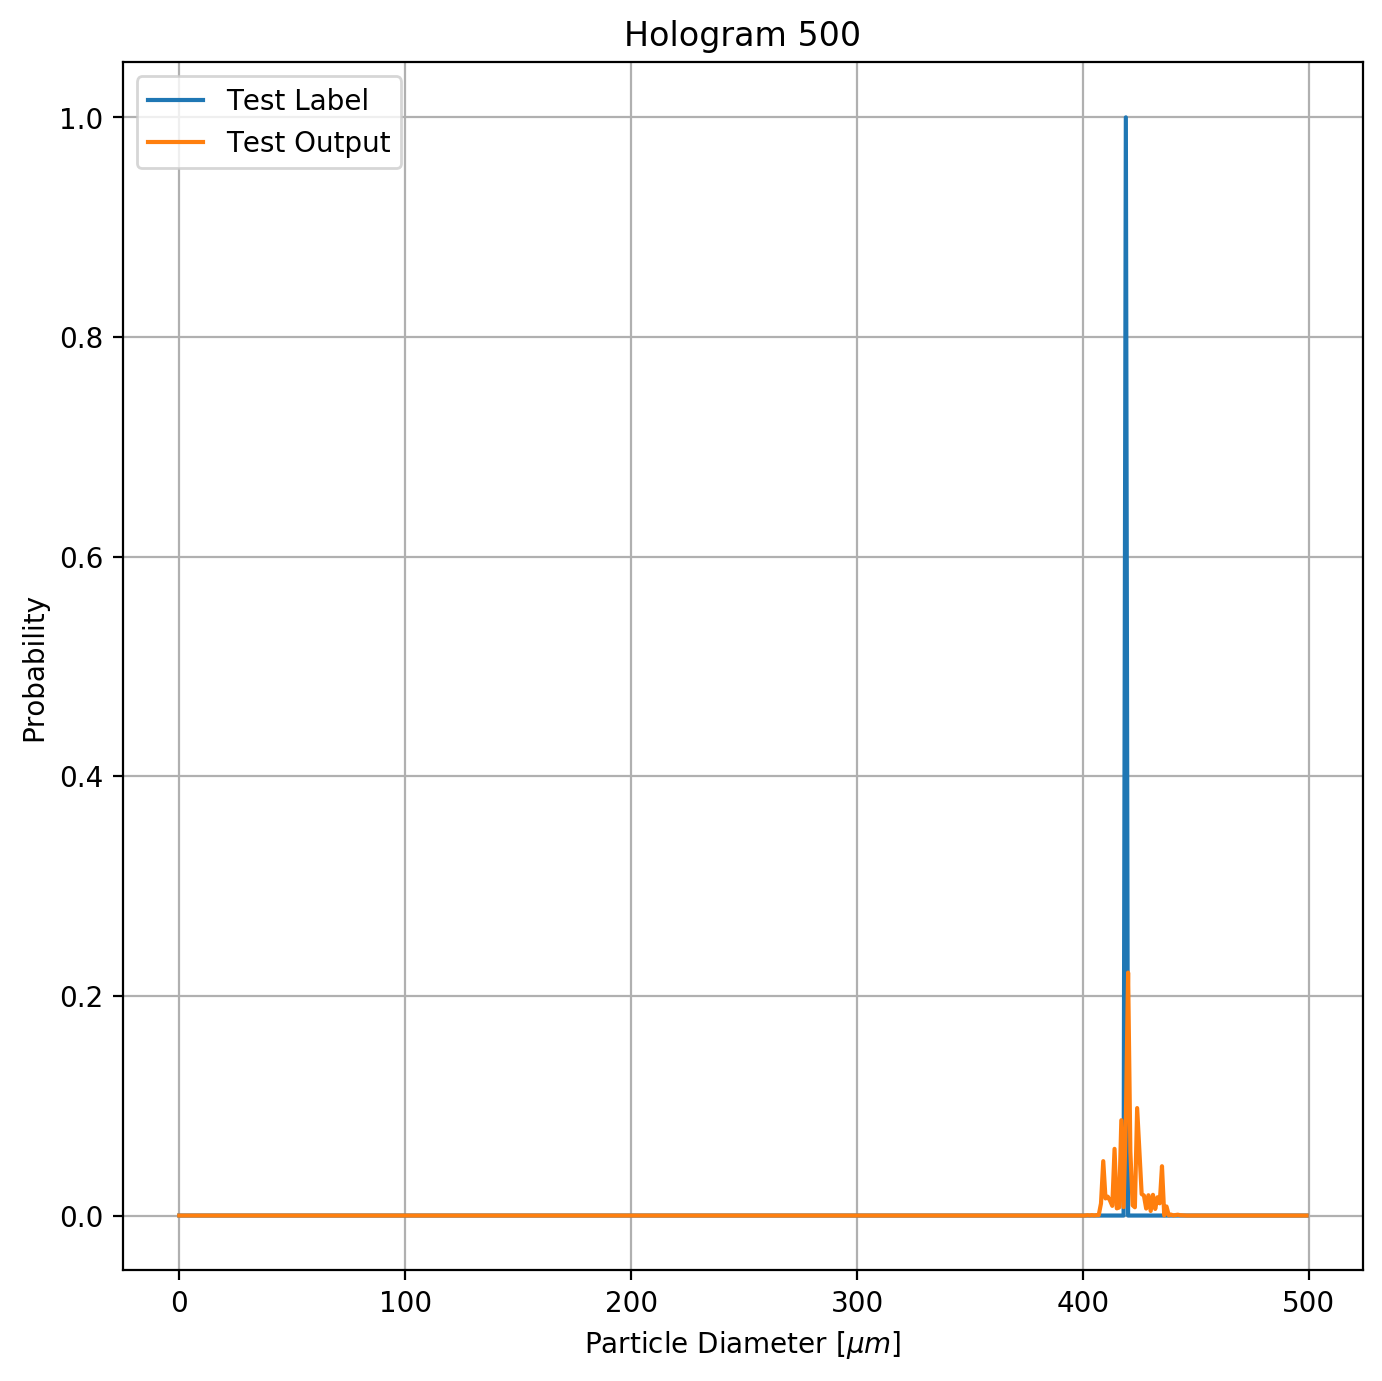 Hologram 500
Test Label
Test Output
1.0
0.8
0.6
0.4
0.2
0.0
Probability
0 100 200 300 400 500
Particle Diameter [μm]